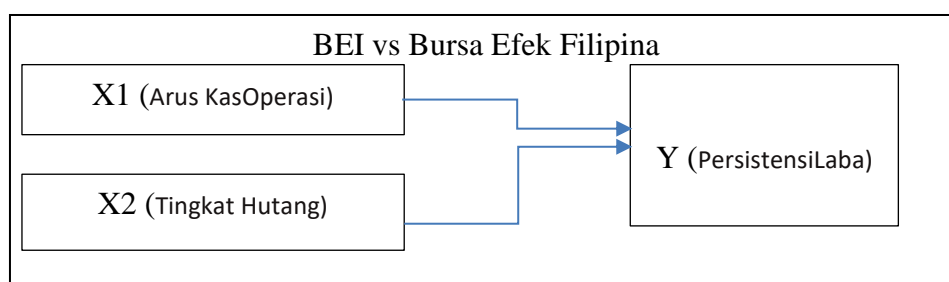 BEI vs Bursa Efek Filipina
X1 (Arus KasOperasi)
Y (PersistensiLaba)
X2 (Tingkat Hutang)